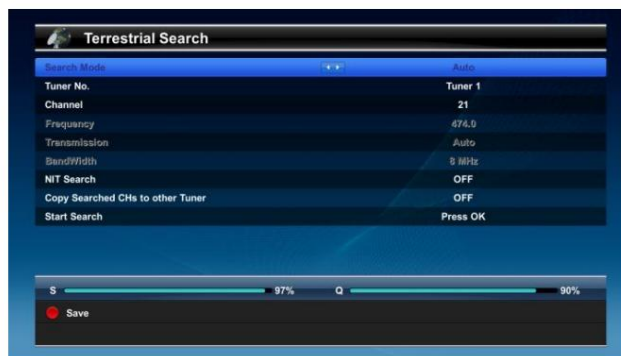 Terrestrial Search
Search Mode Auto
Tuner No. Tuner 1
Channel 21
Frequency 474.0
Transmission Auto
BandWidth 8 MHz
NIT Search OFF
Copy Searched CHs to other Tuner OFF
Start Search Press OK
S 97% Q 90%
Save